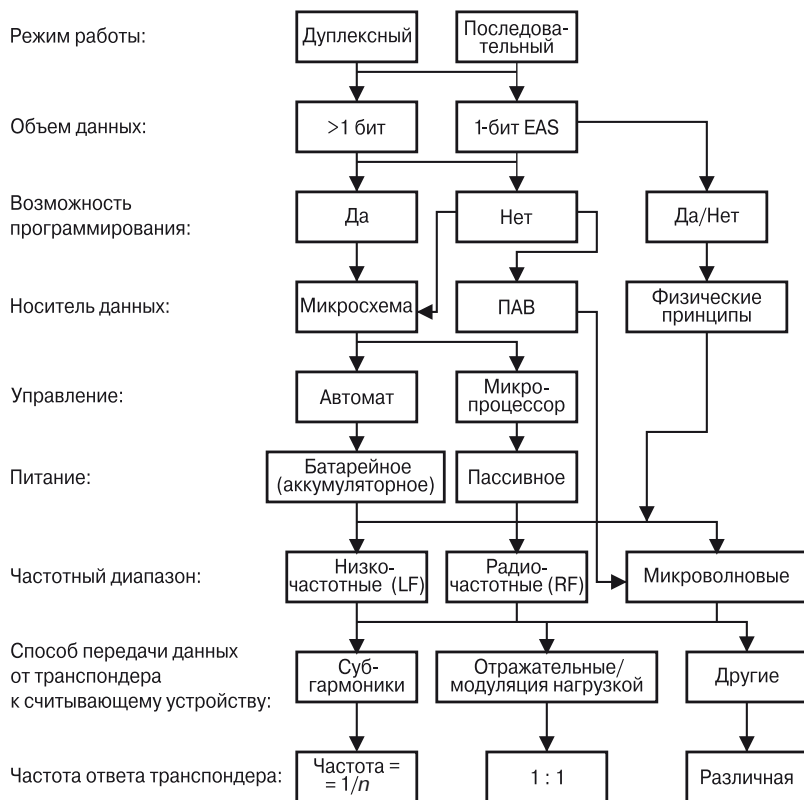 Режим работы:
Дуплексный
Последова-
тельный
Объем данных:
>1 бит
1-бит EAS
Возможность
программирования:
Да
Нет
Да/Нет
Носитель данных:
Микросхема
ПАВ
Физические
принципы
Управление:
Автомат
Микро-
процессор
Питание:
Батарейное
(аккумуляторное)
Пассивное
Частотный диапазон:
Низко-
частотные (LF)
Радио-
частотные (RF)
Микроволновые
Способ передачи данных
от транспондера
к считывающему устройству:
Суб-
гармоники
Отражательные/
модуляция нагрузкой
Другие
Частота ответа транспондера:
Частота =
= 1/n
1 : 1
Различная